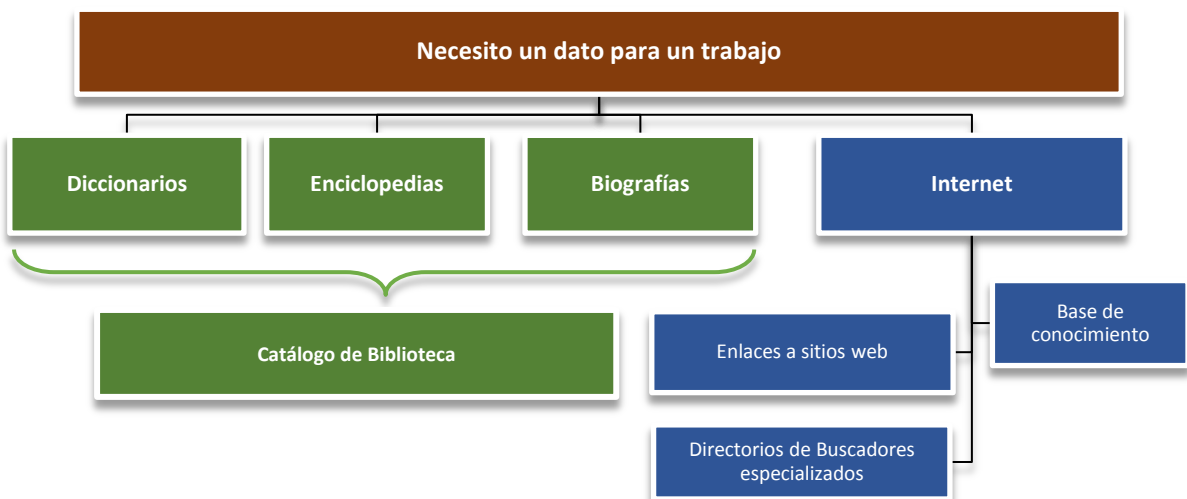 Necesito un dato para un trabajo
Diccionarios
Enciclopedias
Biografías
Internet
Catálogo de Biblioteca
Enlaces a sitios web
Base de
conocimiento
Directorios de Buscadores
especializados